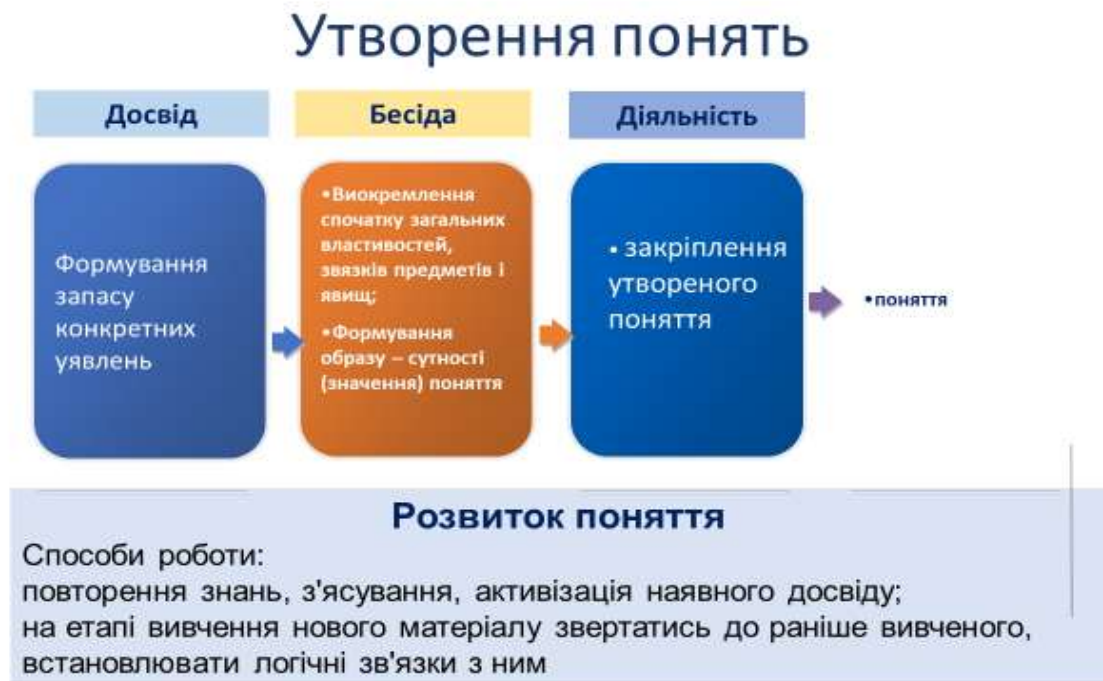 Утворення понять
Досвід
Бесіда
Діяльність
Формування
запасу
конкретних
уявлень
•Виокремлення
спочатку загальних
властивостей,
звязків предметів і
явищ;
•Формування
образу – сутності
(значення) поняття
• закріплення
утвореного
поняття
•поняття
Розвиток поняття
Способи роботи:
повторення знань, з'ясування, активізація наявного досвіду;
на етапі вивчення нового матеріалу звертатись до раніше вивченого,
встановлювати логічні зв'язки з ним